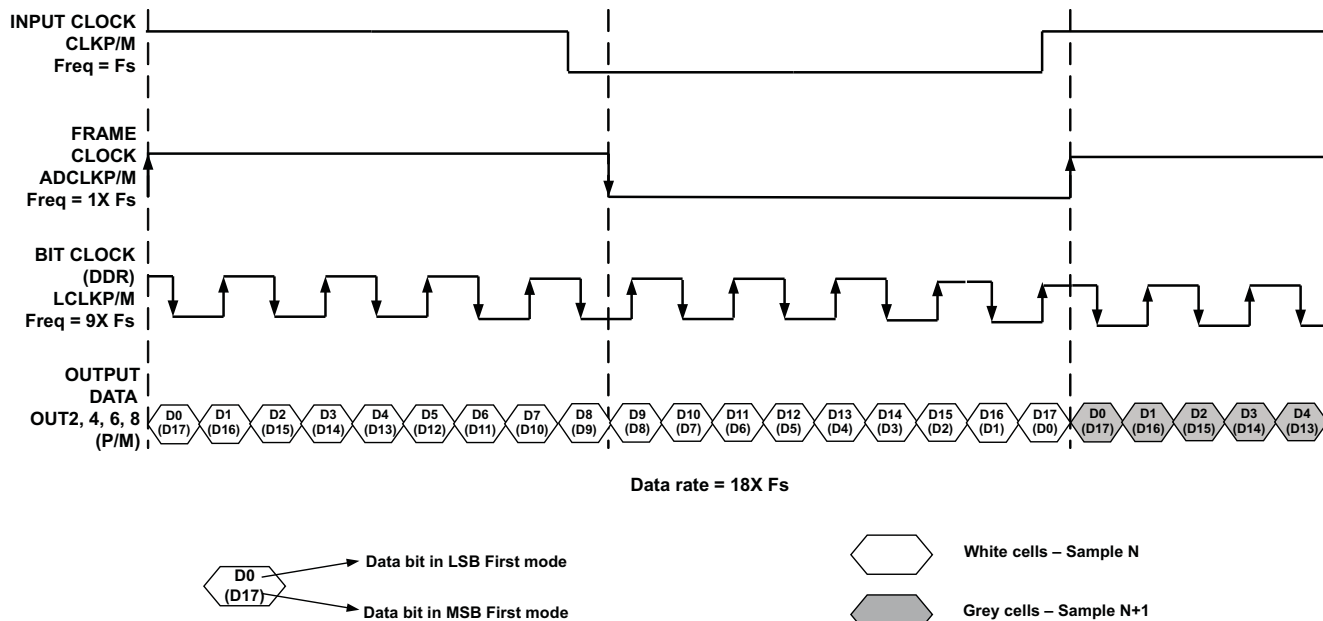 INPUT CLOCK
CLKP/M
Freq = Fs
FRAME
CLOCK
ADCLKP/M
Freq = 1X Fs
BIT CLOCK
(DDR)
LCLKP/M
Freq = 9X Fs
OUTPUT
DATA
OUT2, 4, 6, 8
(P/M)
D0 D1 D2 D3 D4 D5 D6 D7 D8 D9 D10 D11 D12 D13 D14 D15 D16 D17 D0 D1 D2 D3 D4
(D17) (D16) (D15) (D14) (D13) (D12) (D11) (D10) (D9) (D8) (D7) (D6) (D5) (D4) (D3) (D2) (D1) (D0) (D17) (D16) (D15) (D14) (D13)
Data rate = 18X Fs
D0
(D17)
Data bit in LSB First mode
Data bit in MSB First mode
White cells – Sample N
Grey cells – Sample N+1